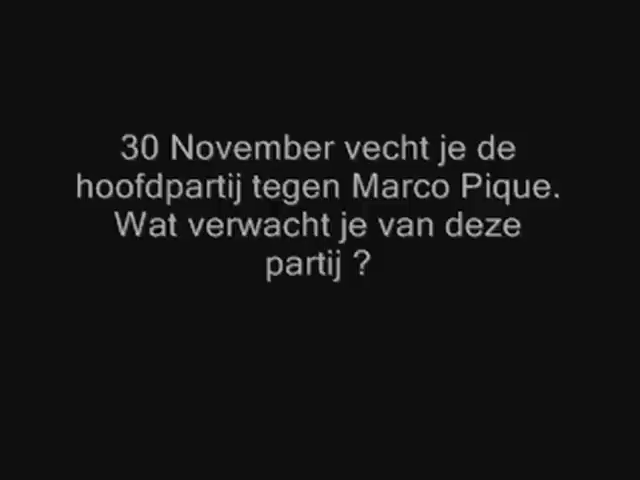 30 November vecht je de
hoofdpartij tegen Marco Pique.
Wat verwacht je van deze
partij ?